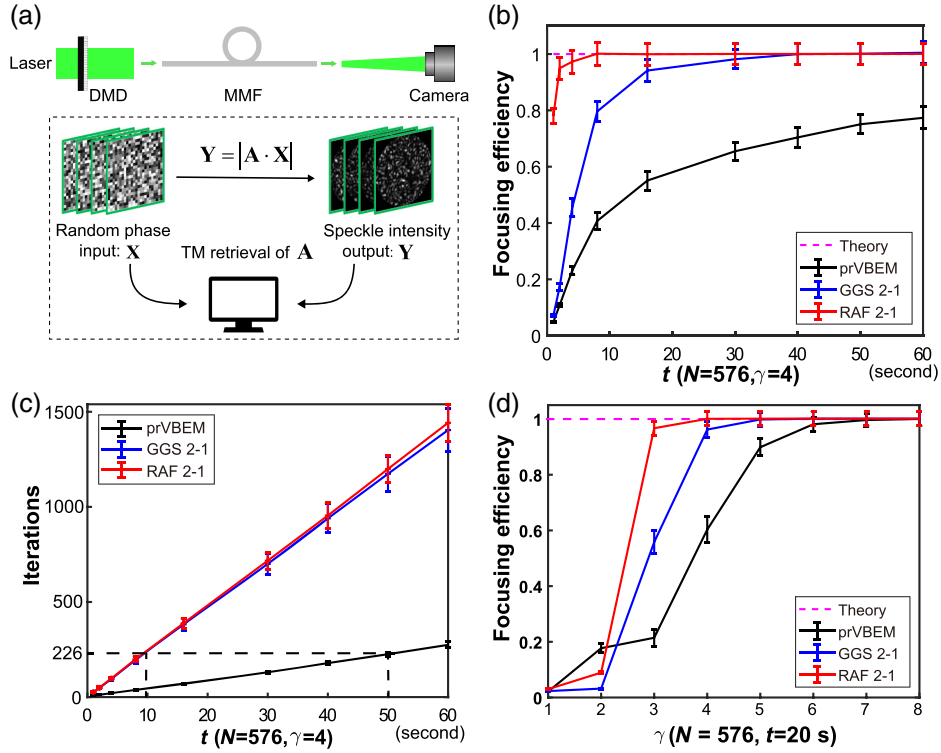 (a)
Laser
DMD
MMF
Camera
Y = |A · X|
Random phase
input: X
TM retrieval of A
Speckle intensity
output: Y
(b)
Focusing efficiency
1
0.8
0.6
0.4
0.2
0
Theory
prVBEM
GGS 2-1
RAF 2-1
0 10 20 30 40 50 60
t (N=576,γ=4)
(second)
(c)
prVBEM
GGS 2-1
RAF 2-1
Iterations
1500
1000
500
226
0
0 10 20 30 40 50 60
t (N=576,γ=4)
(second)
(d)
Focusing efficiency
1
0.8
0.6
0.4
0.2
0
Theory
prVBEM
GGS 2-1
RAF 2-1
1 2 3 4 5 6 7 8
γ (N = 576, t=20 s)